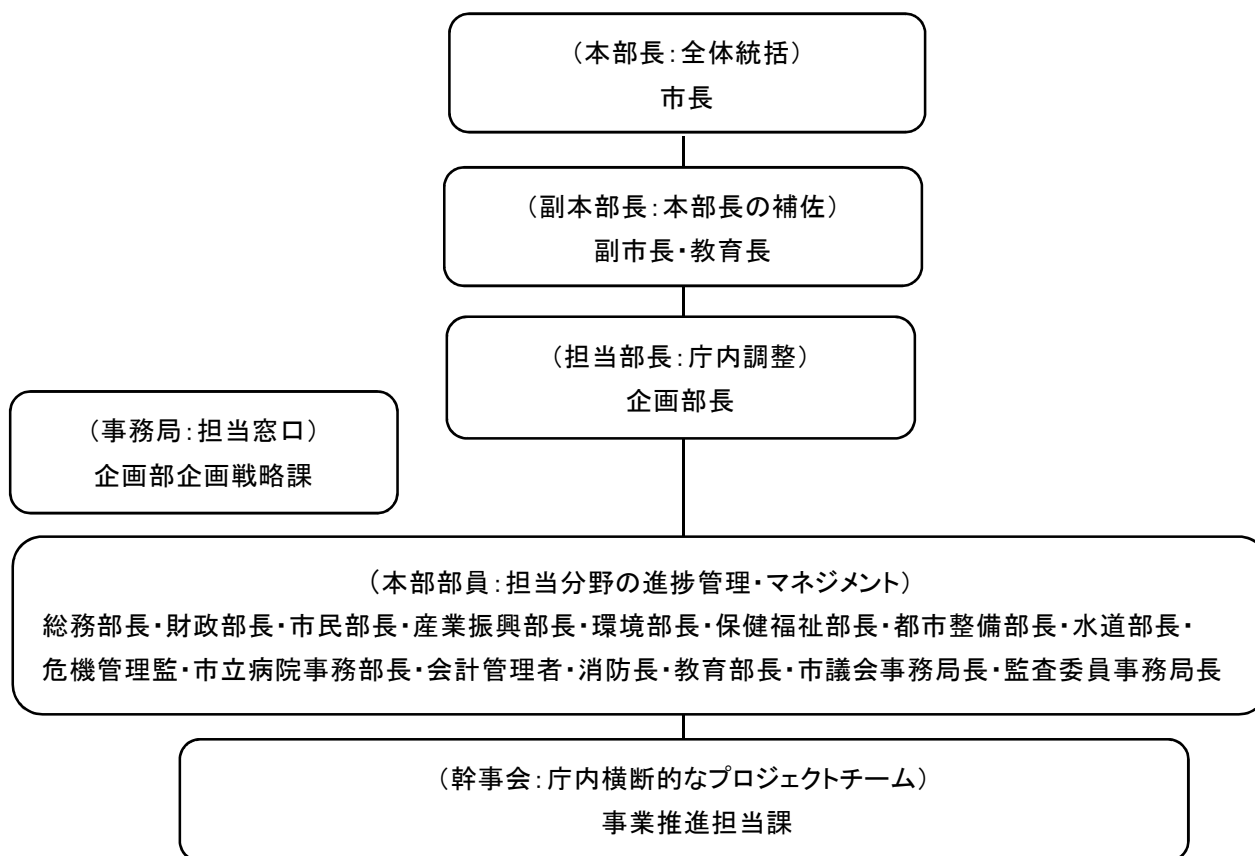 （本部長：全体統括）
市長
（副本部長：本部長の補佐）
副市長・教育長
（担当部長：庁内調整）
企画部長
（事務局：担当窓口）
企画部企画戦略課
（本部部員：担当分野の進捗管理・マネジメント）
総務部長・財政部長・市民部長・産業振興部長・環境部長・保健福祉部長・都市整備部長・水道部長・
危機管理監・市立病院事務部長・会計管理者・消防長・教育部長・市議会事務局長・監査委員事務局長
（幹事会：庁内横断的なプロジェクトチーム）
事業推進担当課